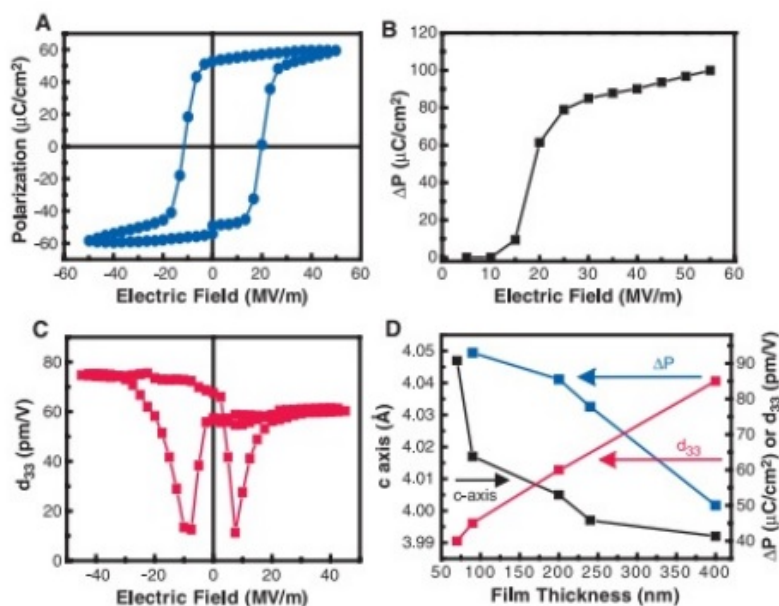 A
60
40
20
0
-20
-40
-60
Polarization (μC/cm²)
-60 -40 -20 0 20 40 60
Electric Field (MV/m)
B
120
100
80
60
40
20
0
ΔP (μC/cm²)
0 10 20 30 40 50 60
Electric Field (MV/m)
C
80
60
40
20
0
d₃₃ (pm/V)
-40 -20 0 20 40
Electric Field (MV/m)
D
4.05
4.04
4.03
4.02
4.01
4.00
3.99
c axis (Å)
ΔP
d₃₃
c-axis
90
80
70
60
50
40
ΔP (μC/cm²) or d₃₃ (pm/V)
50 100 150 200 250 300 350 400
Film Thickness (nm)